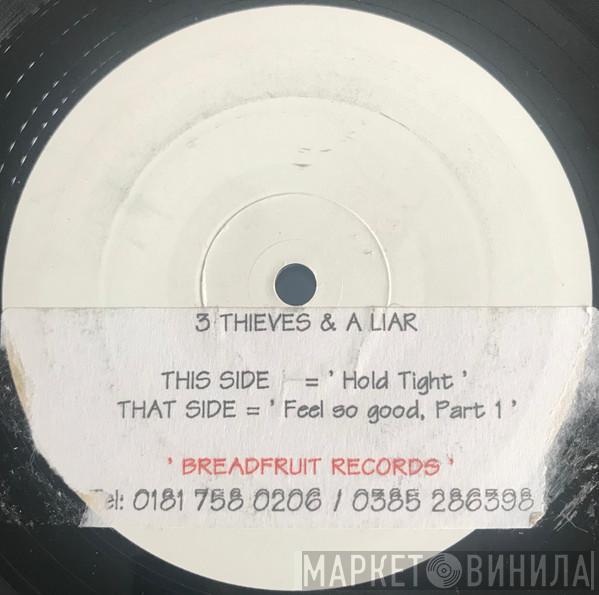 3 THIEVES & A LIAR
THIS SIDE = ' Hold Tight '
THAT SIDE = ' Feel so good, Part 1 '
' BREADFRUIT RECORDS '
el: 0181 758 0206 / 0385 286398
МАРКЕТ ВИНИЛА